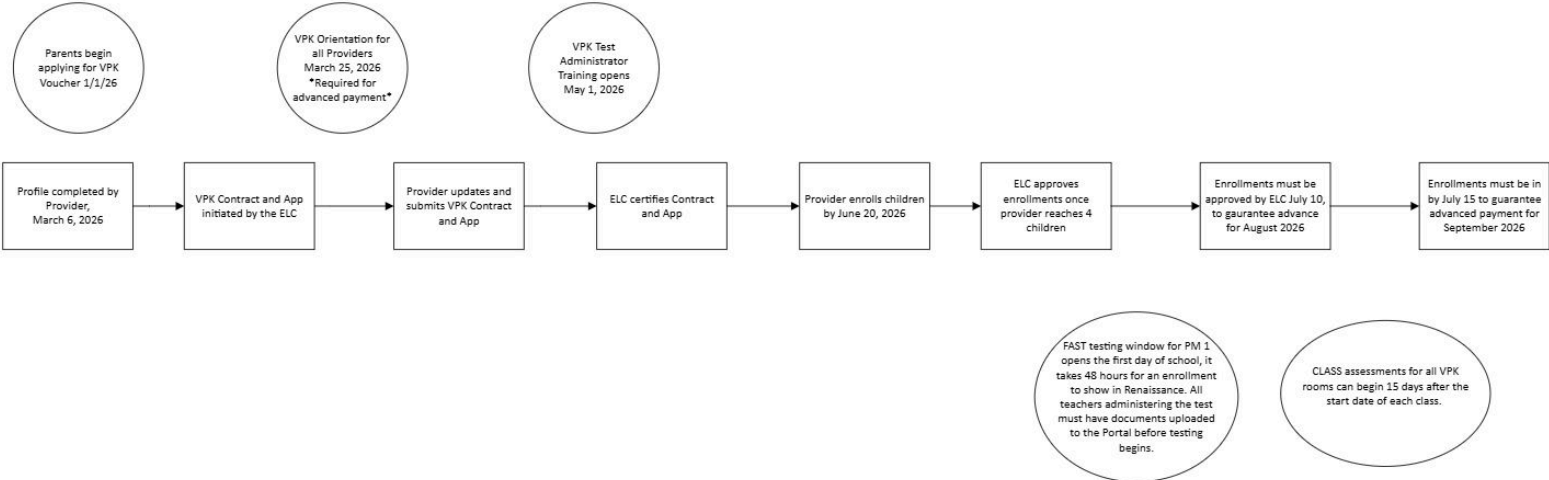 Parents begin
applying for VPK
Voucher 1/1/26
VPK Orientation for
all Providers
March 25, 2026
*Required for
advanced payment*
VPK Test
Administrator
Training opens
May 1, 2026
Profile completed by
Provider,
March 6, 2026
VPK Contract and App
initiated by the ELC
Provider updates and
submits VPK Contract
and App
ELC certifies Contract
and App
Provider enrolls children
by June 20, 2026
ELC approves
enrollments once
provider reaches 4
children
Enrollments must be
approved by ELC July 10,
to gaurantee advance
for August 2026
Enrollments must be in
by July 15 to guarantee
advanced payment for
September 2026
FAST testing window for PM 1
opens the first day of school, it
takes 48 hours for an enrollment
to show in Renaissance. All
teachers administering the test
must have documents uploaded
to the Portal before testing
begins.
CLASS assessments for all VPK
rooms can begin 15 days after the
start date of each class.